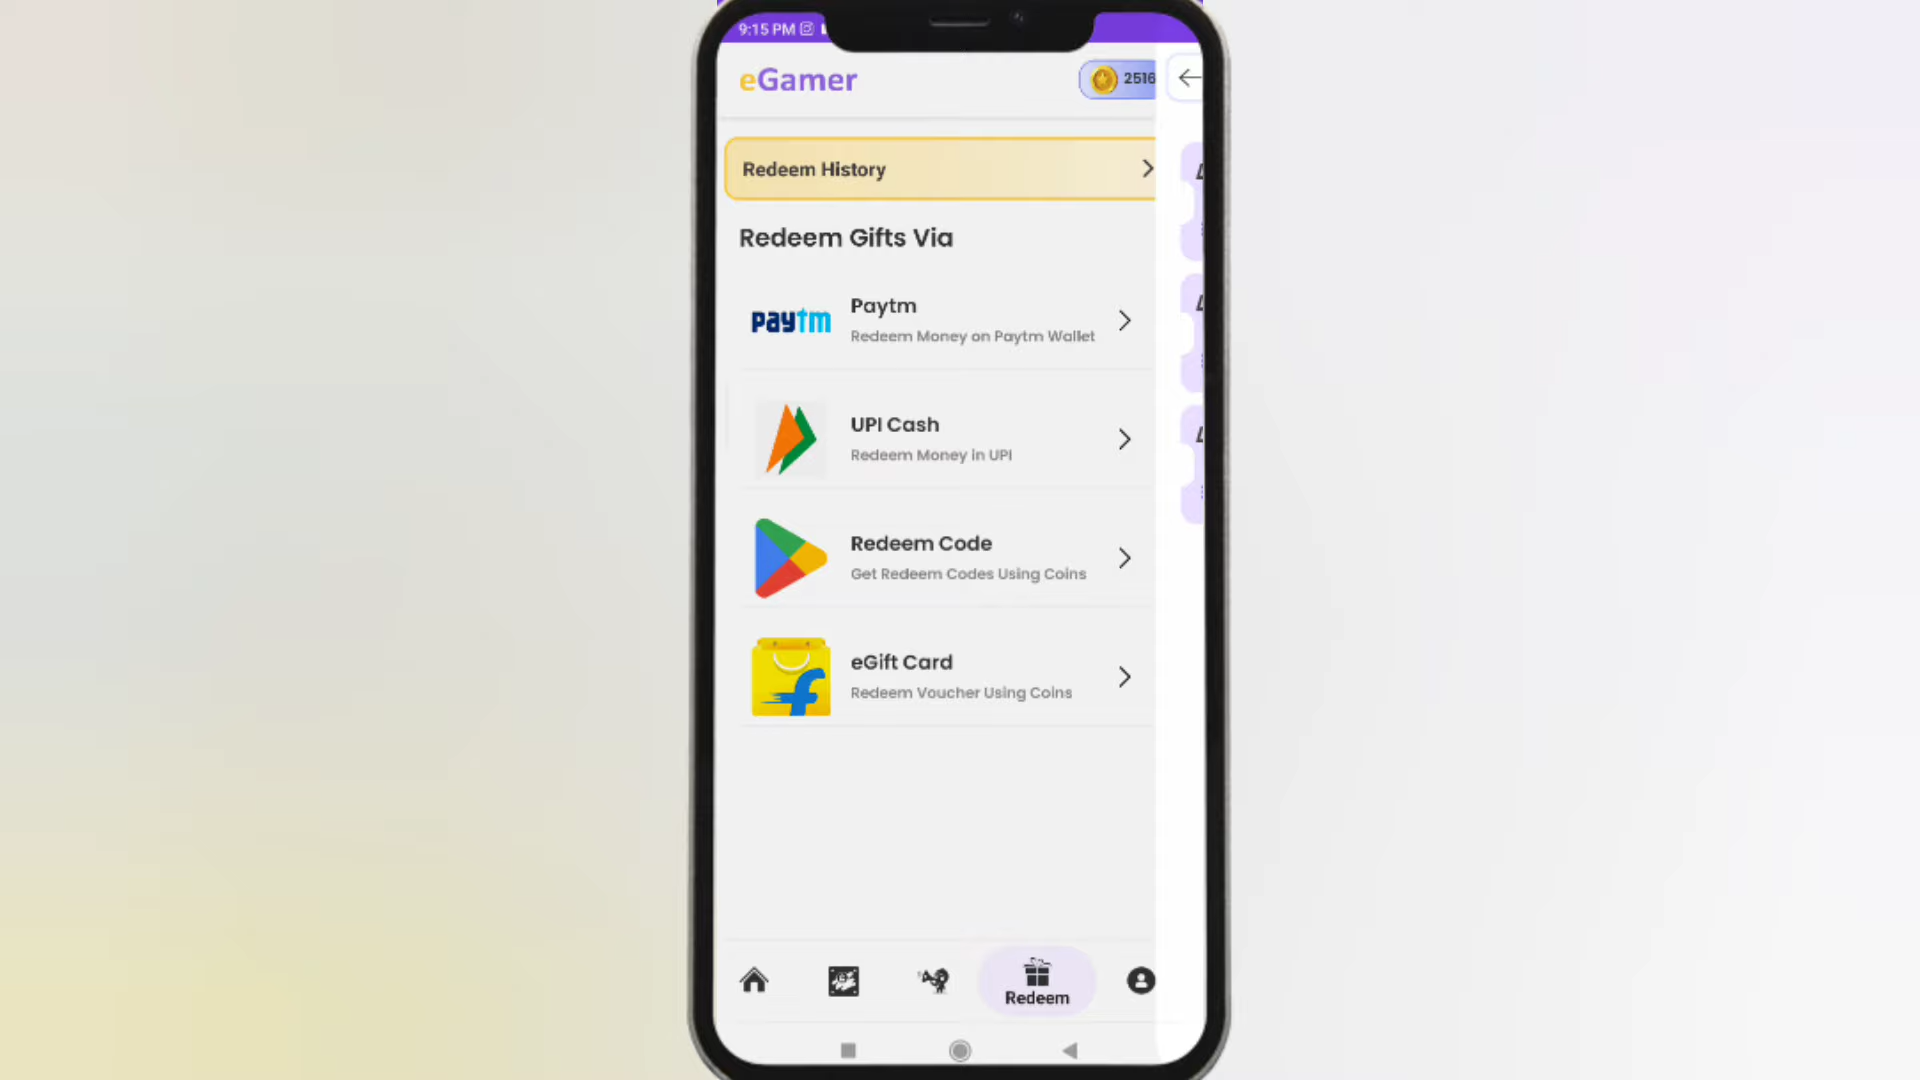 9:15 PM
eGamer
2516
Redeem History
Redeem Gifts Via
paytm
Paytm
Redeem Money on Paytm Wallet
UPI Cash
Redeem Money in UPI
Redeem Code
Get Redeem Codes Using Coins
eGift Card
Redeem Voucher Using Coins
Redeem